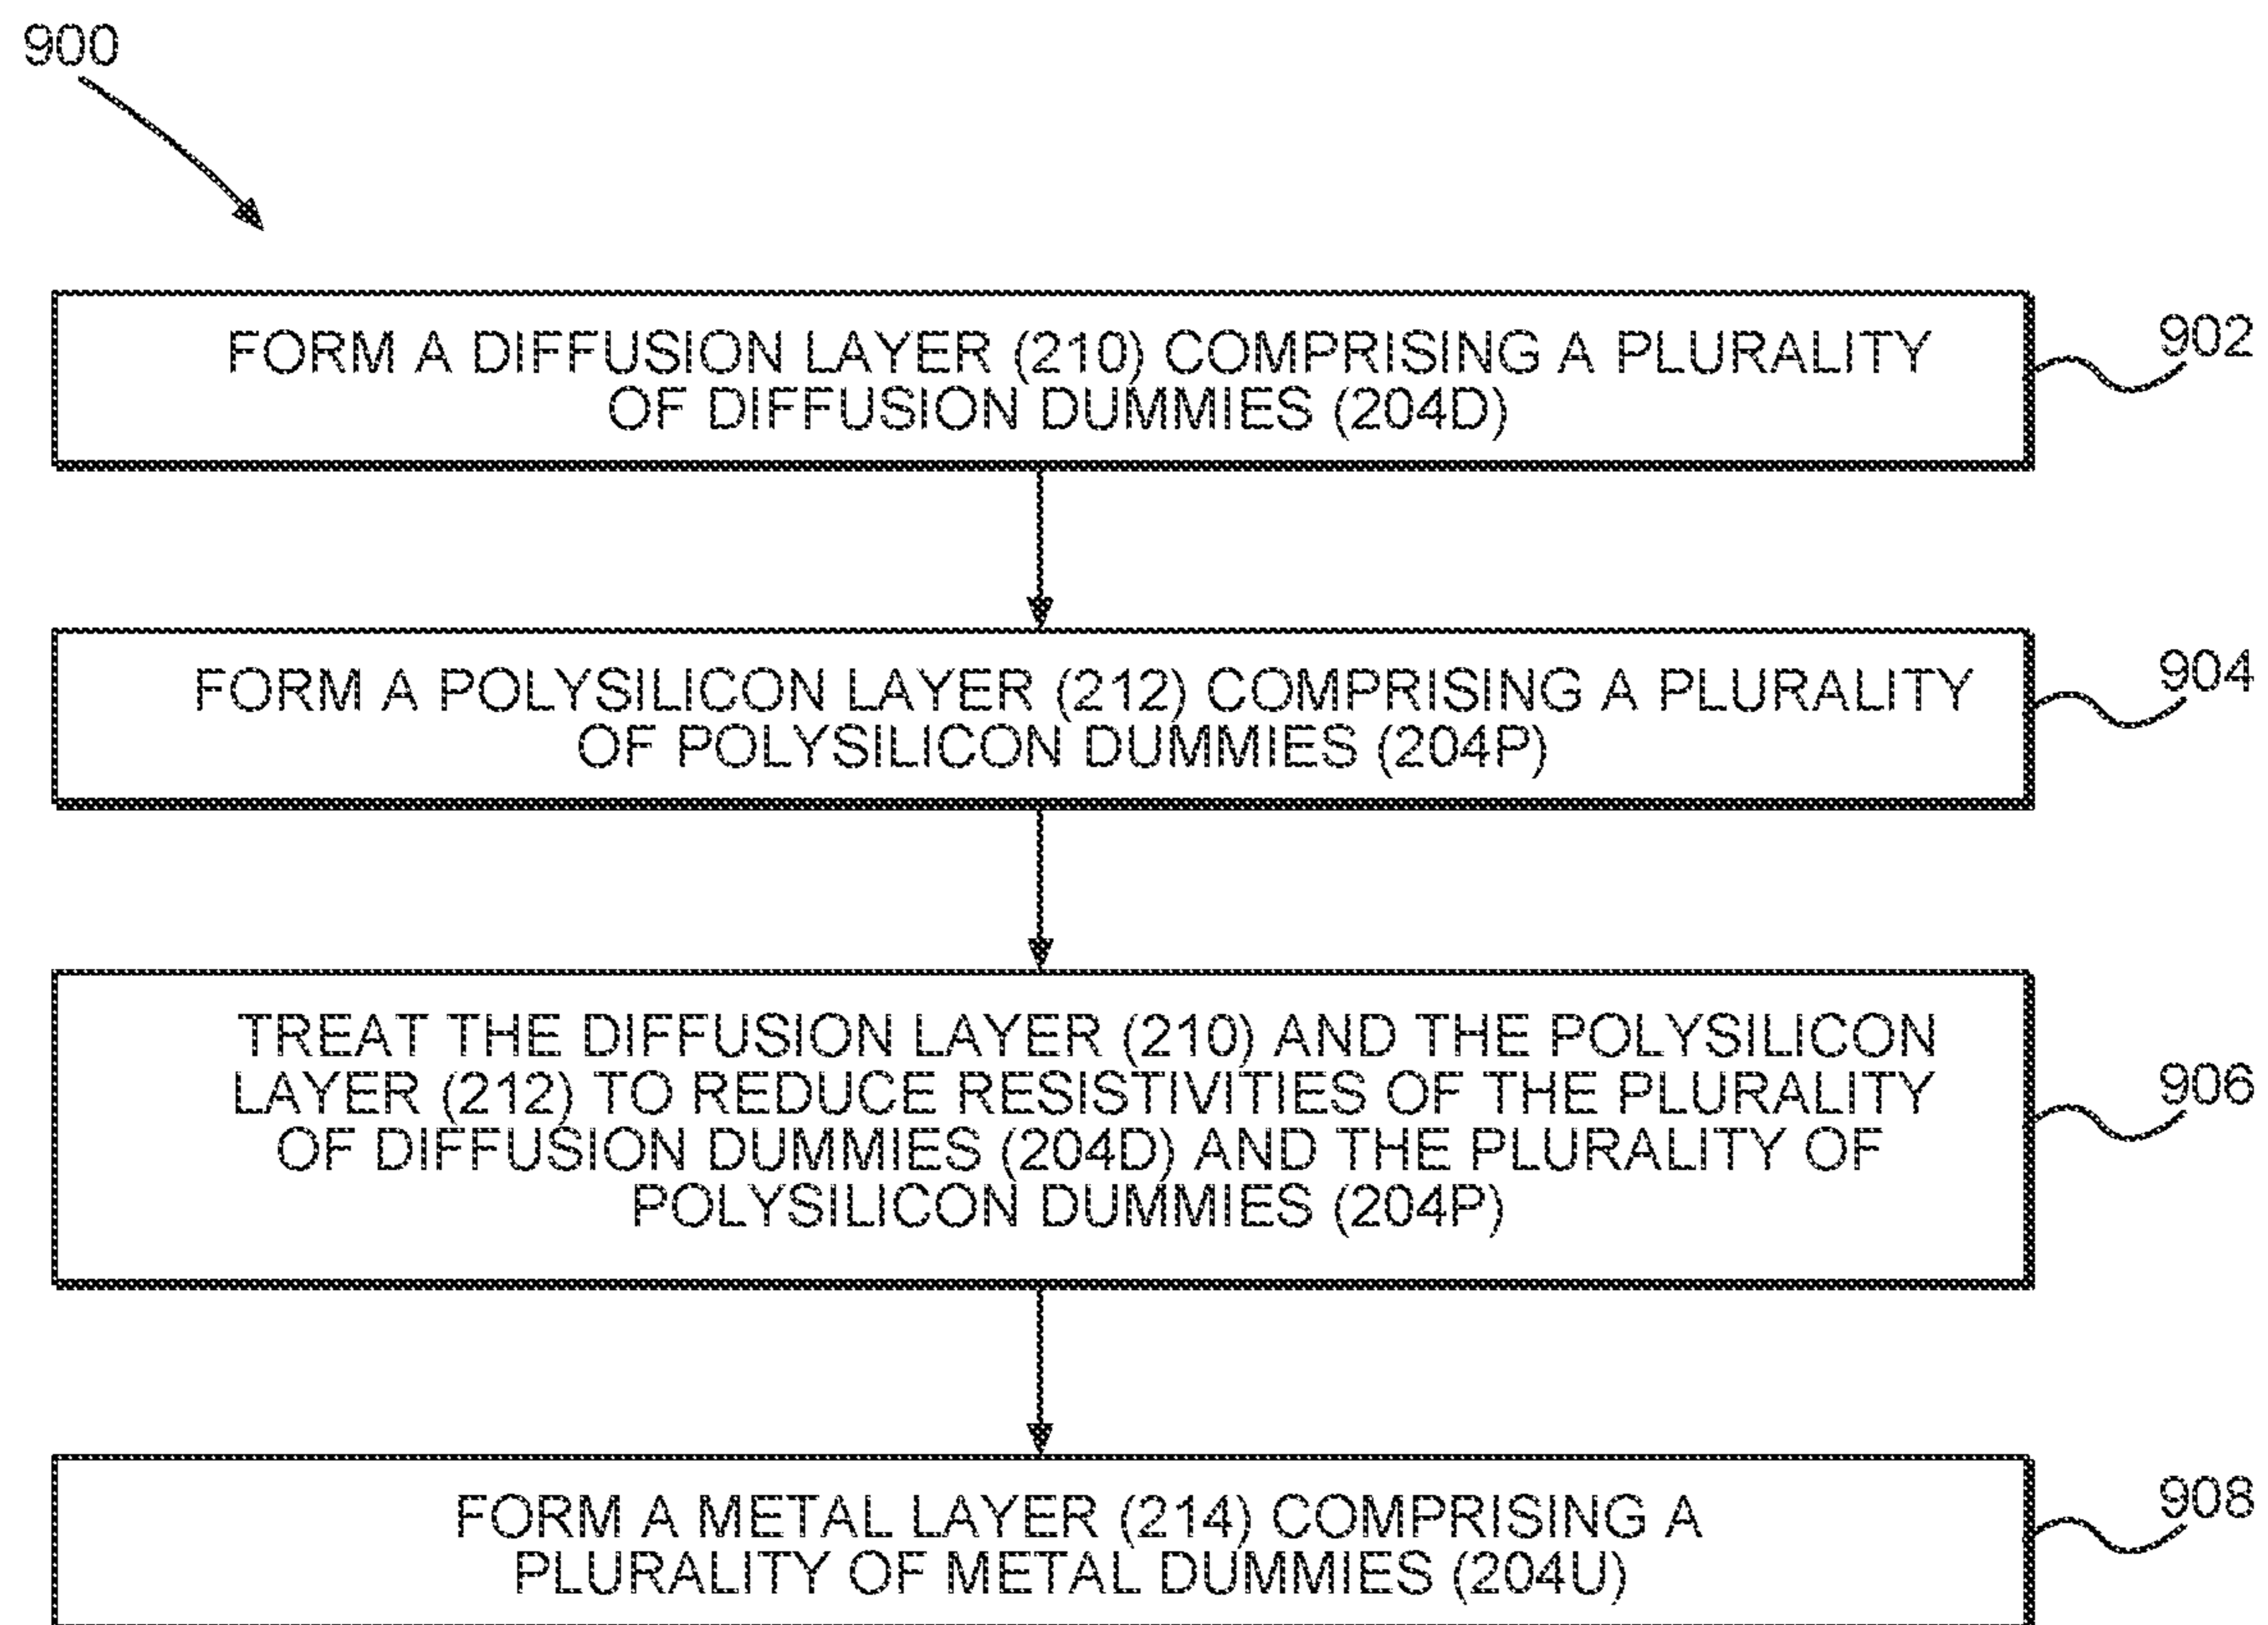 900
FORM A DIFFUSION LAYER (210) COMPRISING A PLURALITY
OF DIFFUSION DUMMIES (204D)
902
FORM A POLYSILICON LAYER (212) COMPRISING A PLURALITY
OF POLYSILICON DUMMIES (204P)
904
TREAT THE DIFFUSION LAYER (210) AND THE POLYSILICON
LAYER (212) TO REDUCE RESISTIVITIES OF THE PLURALITY
OF DIFFUSION DUMMIES (204D) AND THE PLURALITY OF
POLYSILICON DUMMIES (204P)
906
FORM A METAL LAYER (214) COMPRISING A
PLURALITY OF METAL DUMMIES (204U)
908